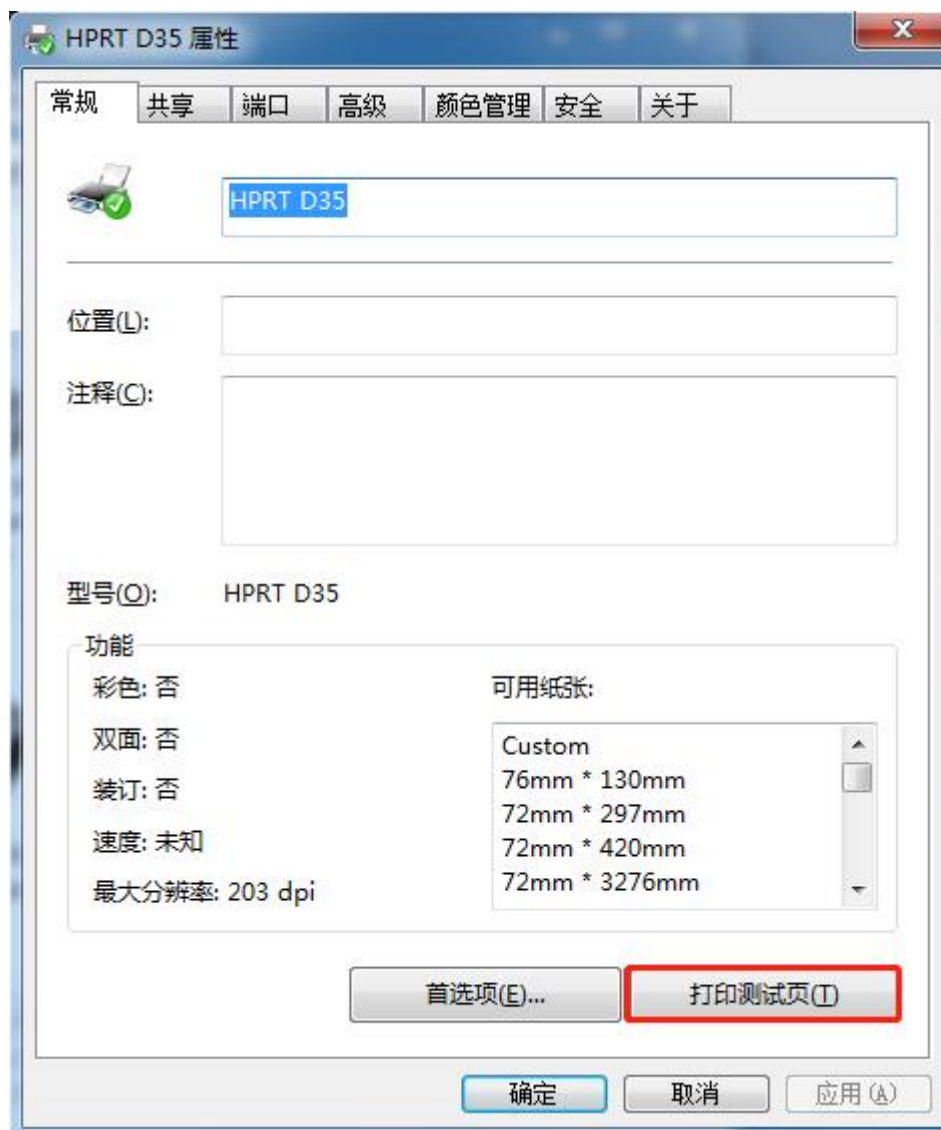 HPRT D35 属性
常规 共享 端口 高级 颜色管理 安全 关于
HPRT D35
位置(L):
注释(C):
型号(O): HPRT D35
功能
彩色: 否
双面: 否
装订: 否
速度: 未知
最大分辨率: 203 dpi
可用纸张:
Custom
76mm * 130mm
72mm * 297mm
72mm * 420mm
72mm * 3276mm
首选项(E)... 打印测试页(T)
确定 取消 应用(A)